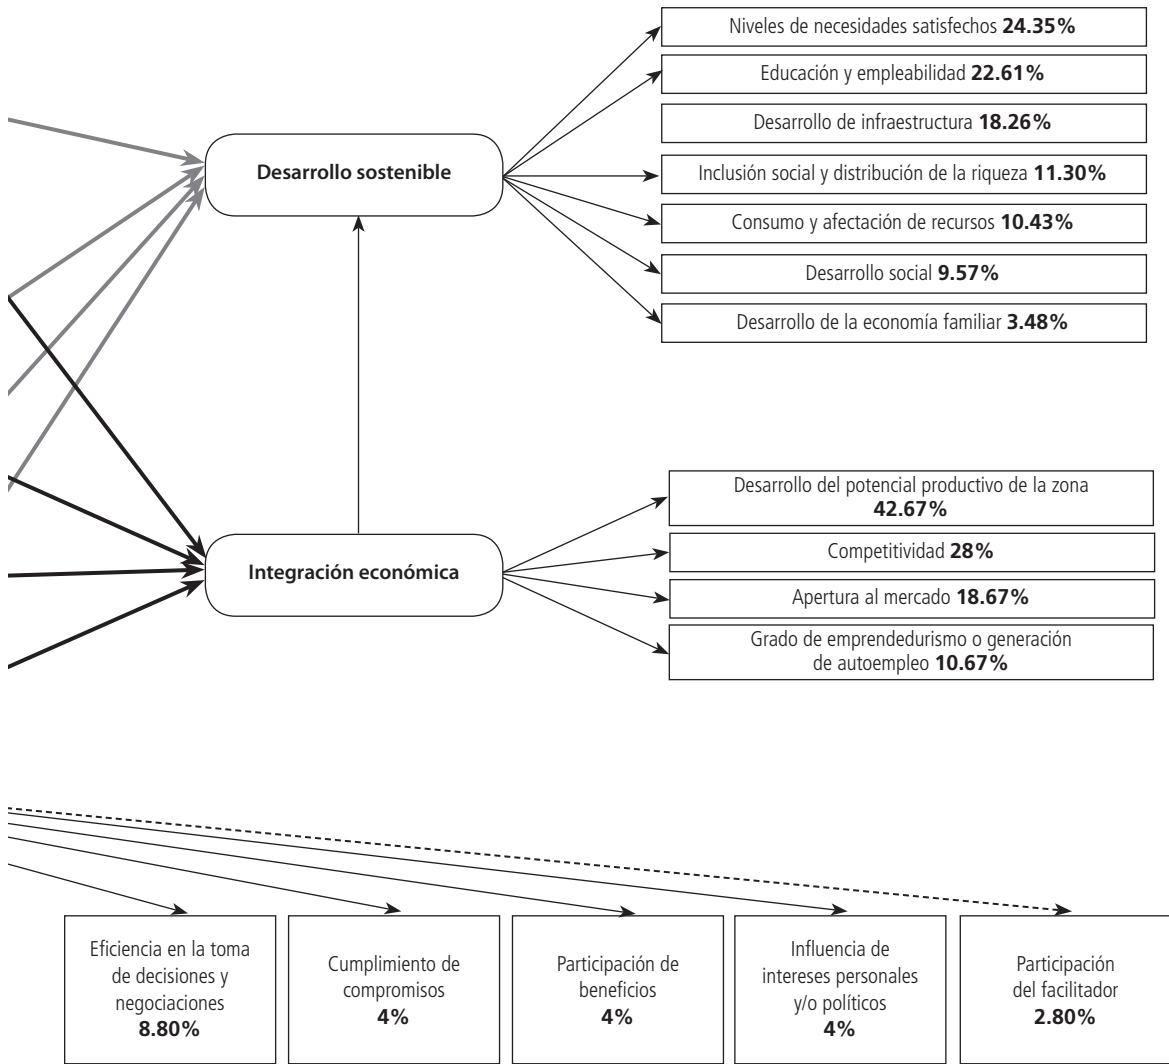 Niveles de necesidades satisfechos 24.35%
Educación y empleabilidad 22.61%
Desarrollo de infraestructura 18.26%
Desarrollo sostenible
Inclusión social y distribución de la riqueza 11.30%
Consumo y afectación de recursos 10.43%
Desarrollo social 9.57%
Desarrollo de la economía familiar 3.48%
Desarrollo del potencial productivo de la zona
42.67%
Competitividad 28%
Integración económica
Apertura al mercado 18.67%
Grado de emprendedurismo o generación
de autoempleo 10.67%
Eficiencia en la toma
de decisiones y
negociaciones
8.80%
Cumplimiento de
compromisos
4%
Participación de
beneficios
4%
Influencia de
intereses personales
y/o políticos
4%
Participación
del facilitador
2.80%